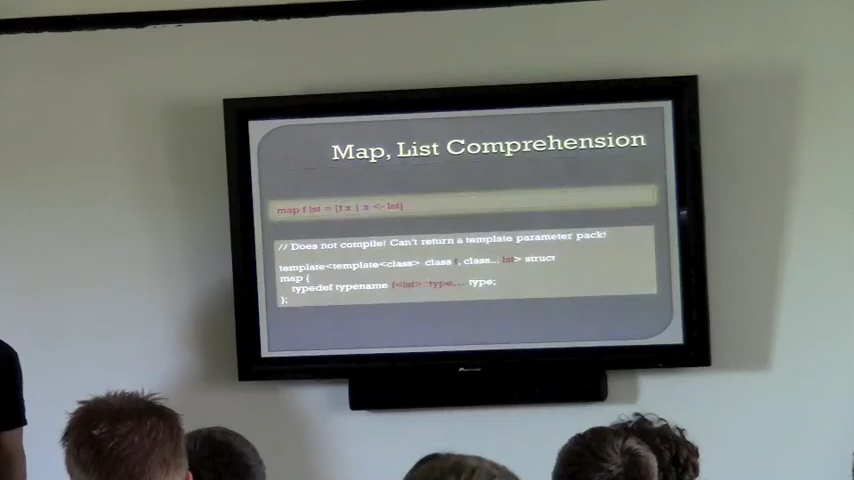 Map, List Comprehension
map f lst = [f x | x <- lst]
// Does not compile! Can't return a template parameter pack!
template<template<class> class f, class... lst> struct
map {
typedef typename f<lst>::type... type;
};